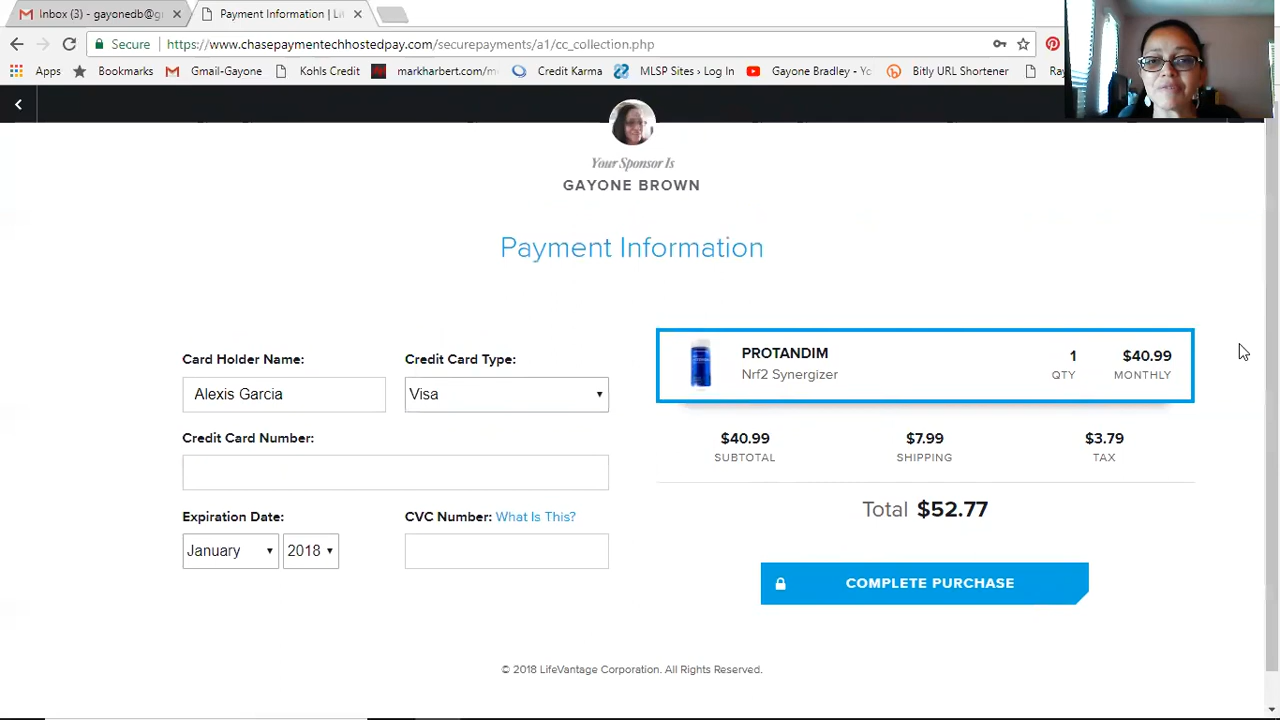 Inbox (3) - gayonedb@g
Payment Information | Li
Secure https://www.chasepaymentechhostedpay.com/securepayments/a1/cc_collection.php
Apps Bookmarks Gmail-Gayone Kohls Credit markharbert.com/m Credit Karma MLSP Sites › Log In Gayone Bradley - Yo Bitly URL Shortener Ray
Your Sponsor Is
GAYONE BROWN
Payment Information
Card Holder Name: Credit Card Type:
Alexis Garcia Visa
Credit Card Number:
Expiration Date: CVC Number: What Is This?
January 2018
PROTANDIM 1 $40.99
Nrf2 Synergizer QTY MONTHLY
$40.99 $7.99 $3.79
SUBTOTAL SHIPPING TAX
Total $52.77
COMPLETE PURCHASE
© 2018 LifeVantage Corporation. All Rights Reserved.